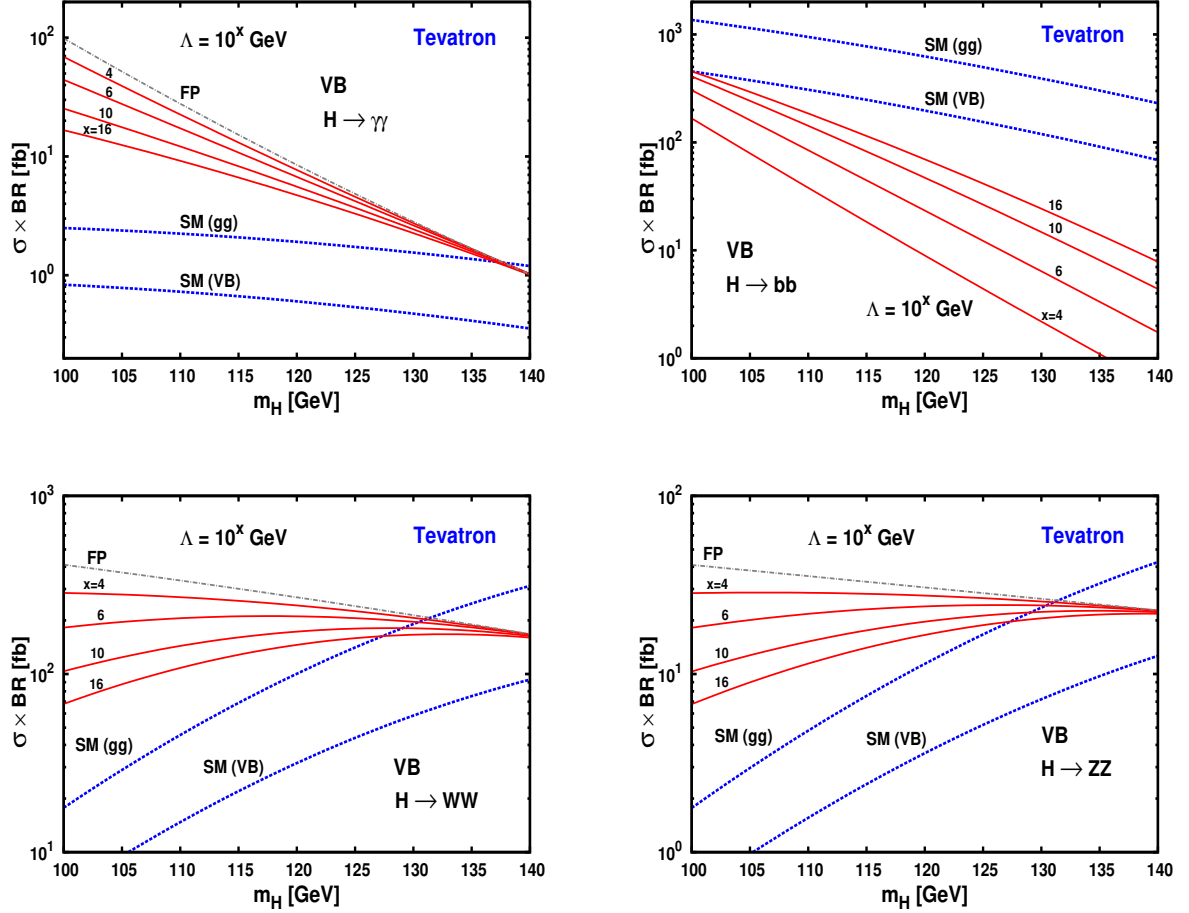 Λ = 10^x GeV
Tevatron
FP
VB
H → γγ
4
6
10
x=16
SM (gg)
SM (VB)
σ × BR [fb]
10^2
10^1
10^0
100 105 110 115 120 125 130 135 140
m_H [GeV]
Tevatron
SM (gg)
SM (VB)
16
10
6
x=4
VB
H → bb
Λ = 10^x GeV
σ × BR [fb]
10^3
10^2
10^1
10^0
100 105 110 115 120 125 130 135 140
m_H [GeV]
Λ = 10^x GeV
Tevatron
FP
x=4
6
10
16
SM (gg)
SM (VB)
VB
H → WW
σ × BR [fb]
10^3
10^2
10^1
100 105 110 115 120 125 130 135 140
m_H [GeV]
Λ = 10^x GeV
Tevatron
FP
x=4
6
10
16
SM (gg)
SM (VB)
VB
H → ZZ
σ × BR [fb]
10^2
10^1
10^0
100 105 110 115 120 125 130 135 140
m_H [GeV]